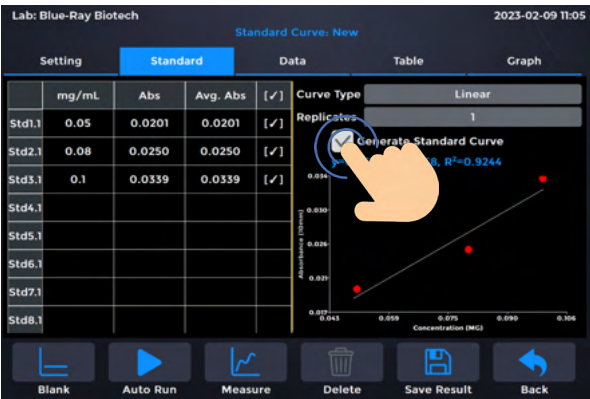 Lab: Blue-Ray Biotech
2023-02-09 11:05
Standard Curve: New
Setting Standard Data Table Graph
mg/mL Abs Avg. Abs [✓]
Std1.1 0.05 0.0201 0.0201 [✓]
Std2.1 0.08 0.0250 0.0250 [✓]
Std3.1 0.1 0.0339 0.0339 [✓]
Std4.1
Std5.1
Std6.1
Std7.1
Std8.1
Curve Type Linear
Replicates 1
Generate Standard Curve
R²=0.9244
0.034
0.030
0.026
0.021
0.017
Absorbance (10mm)
0.043 0.059 0.075 0.090 0.106
Concentration (MG)
Blank Auto Run Measure Delete Save Result Back